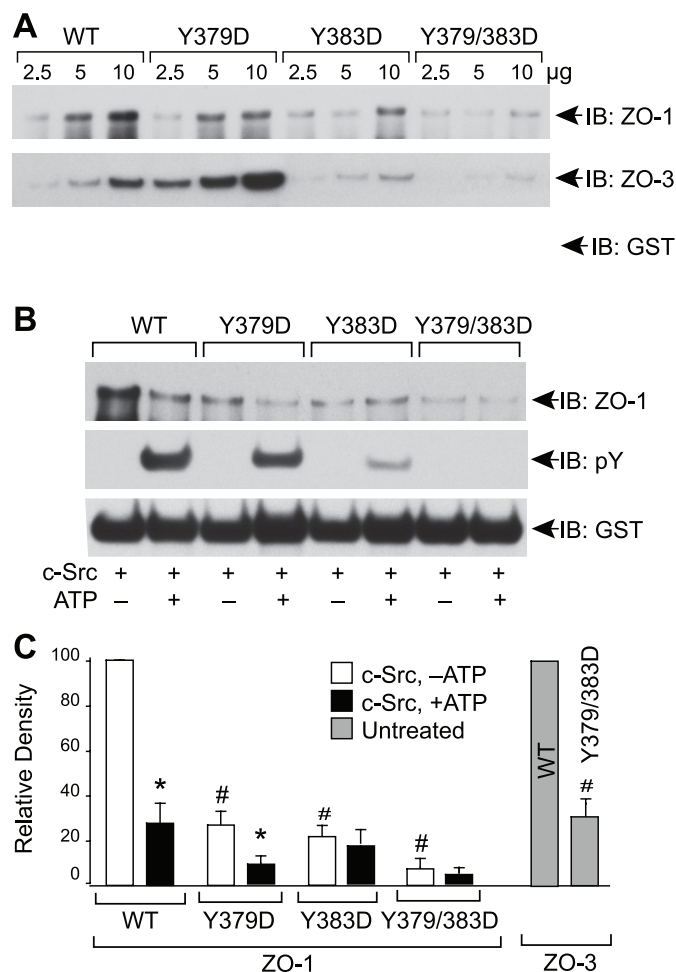 A
WT Y379D Y383D Y379/383D
2.5 5 10 2.5 5 10 2.5 5 10 2.5 5 10 µg
IB: ZO-1
IB: ZO-3
IB: GST
B
WT Y379D Y383D Y379/383D
IB: ZO-1
IB: pY
IB: GST
c-Src + + + + + + + +
ATP – + – + – + – +
C
100
80
60
40
20
0
Relative Density
c-Src, –ATP
c-Src, +ATP
Untreated
* # * # #
WT
Y379/383D
#
WT Y379D Y383D Y379/383D
ZO-1 ZO-3